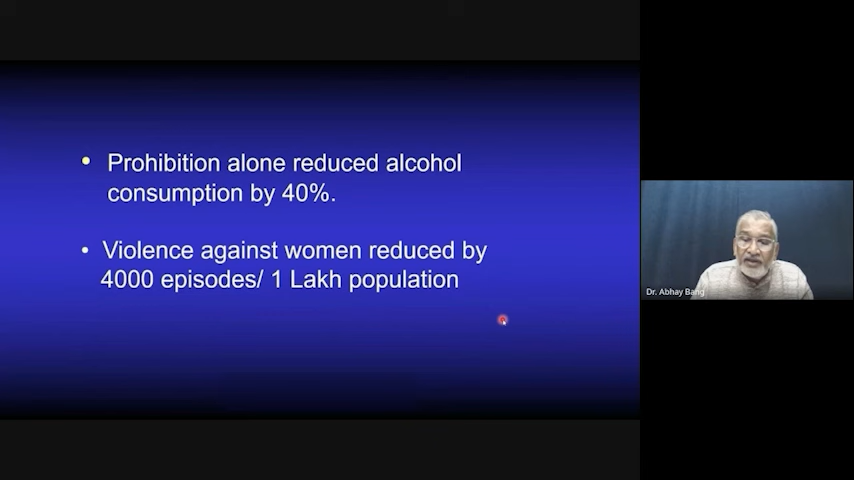 • Prohibition alone reduced alcohol
consumption by 40%.
• Violence against women reduced by
4000 episodes/ 1 Lakh population
Dr. Abhay Bang